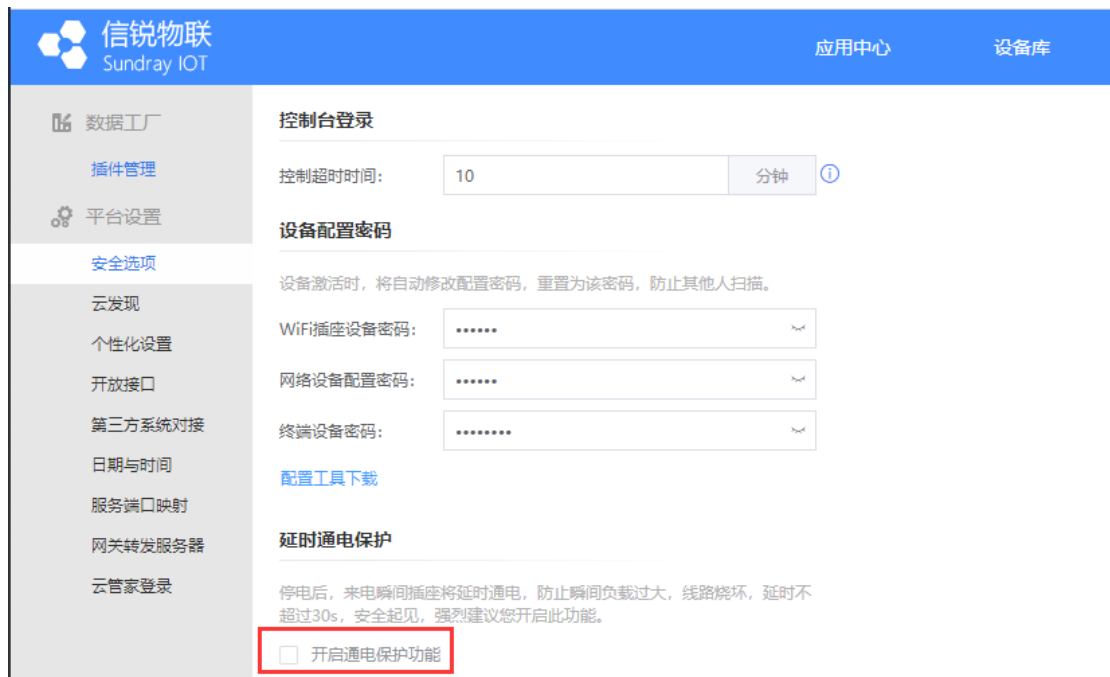 信锐物联
Sundray IOT
应用中心
设备库
数据工厂
插件管理
平台设置
安全选项
云发现
个性化设置
开放接口
第三方系统对接
日期与时间
服务端口映射
网关转发服务器
云管家登录
控制台登录
控制超时时间：
10
分钟
设备配置密码
设备激活时，将自动修改配置密码，重置为该密码，防止其他人扫描。
WiFi插座设备密码：
••••••
网络设备配置密码：
••••••
终端设备密码：
••••••••
配置工具下载
延时通电保护
停电后，来电瞬间插座将延时通电，防止瞬间负载过大，线路烧坏，延时不
超过30s，安全起见，强烈建议您开启此功能。
开启通电保护功能